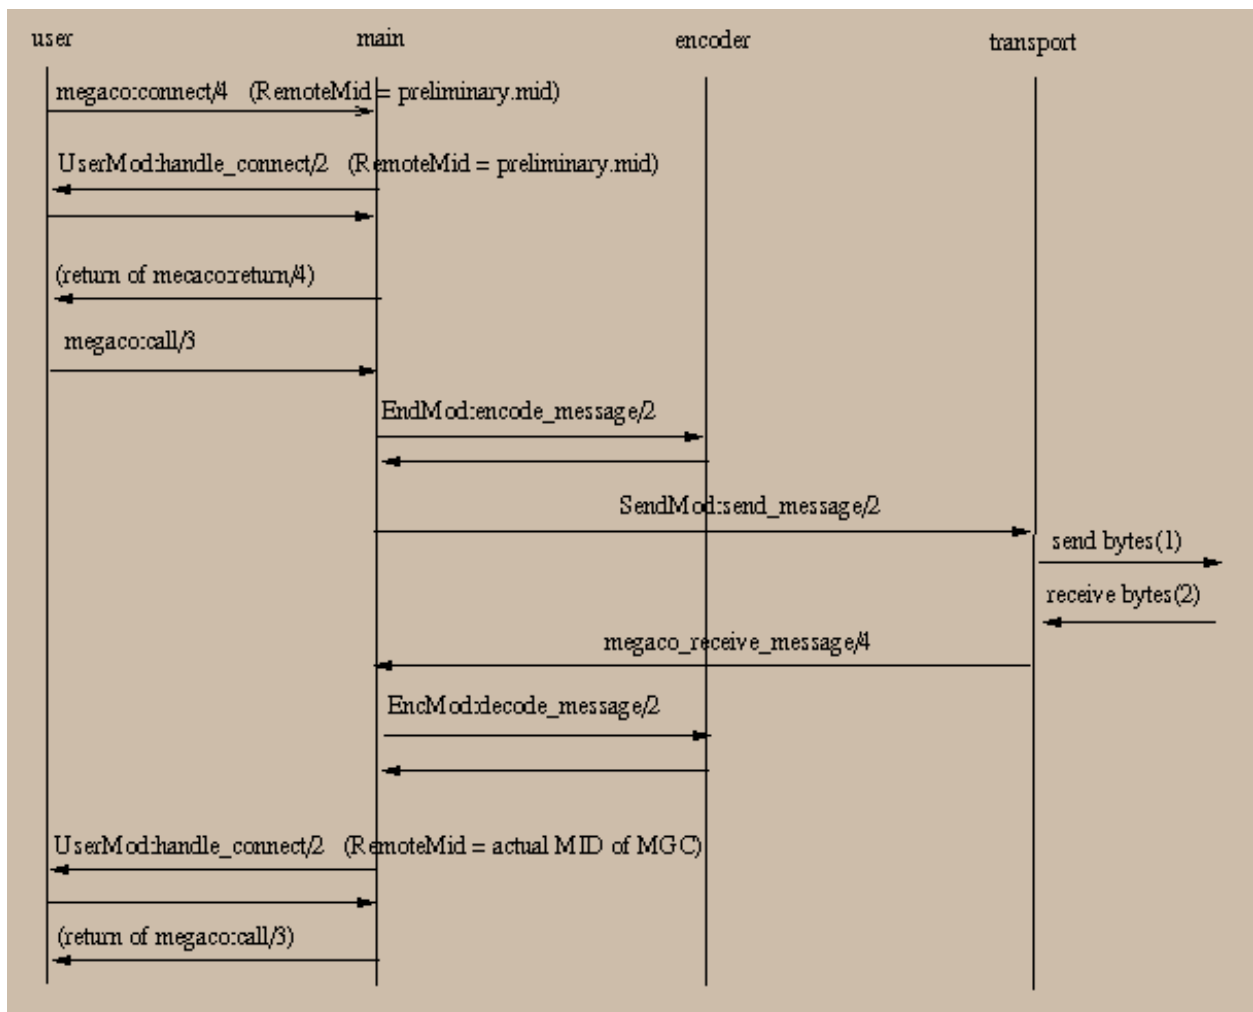 user
main
encoder
transport
megaco:connect/4 (RemoteMid = preliminary.mid)
UserMod:handle_connect/2 (RemoteMid = preliminary.mid)
(return of mecaco:return/4)
megaco:call/3
EndMod:encode_message/2
SendMod:send_message/2
send bytes(1)
receive bytes(2)
megaco_receive_message/4
EncMod:decode_message/2
UserMod:handle_connect/2 (RemoteMid = actual MID of MGC)
(return of megaco:call/3)